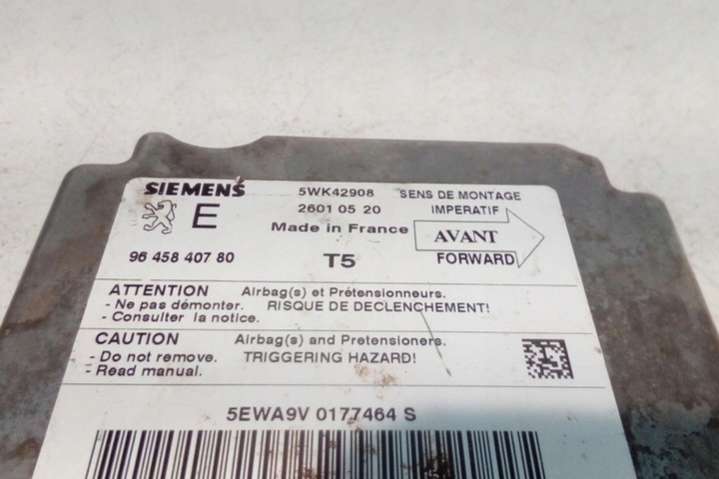 SIEMENS 5WK42908 SENS DE MONTAGE
E 2601 05 20 IMPERATIF
Made in France AVANT
96 458 407 80 T5 FORWARD
ATTENTION Airbag(s) et Prétensionneurs.
- Ne pas démonter. RISQUE DE DECLENCHEMENT!
- Consulter la notice.
CAUTION Airbag(s) and Pretensioners.
- Do not remove. TRIGGERING HAZARD!
- Read manual.
5EWA9V 0177464 S